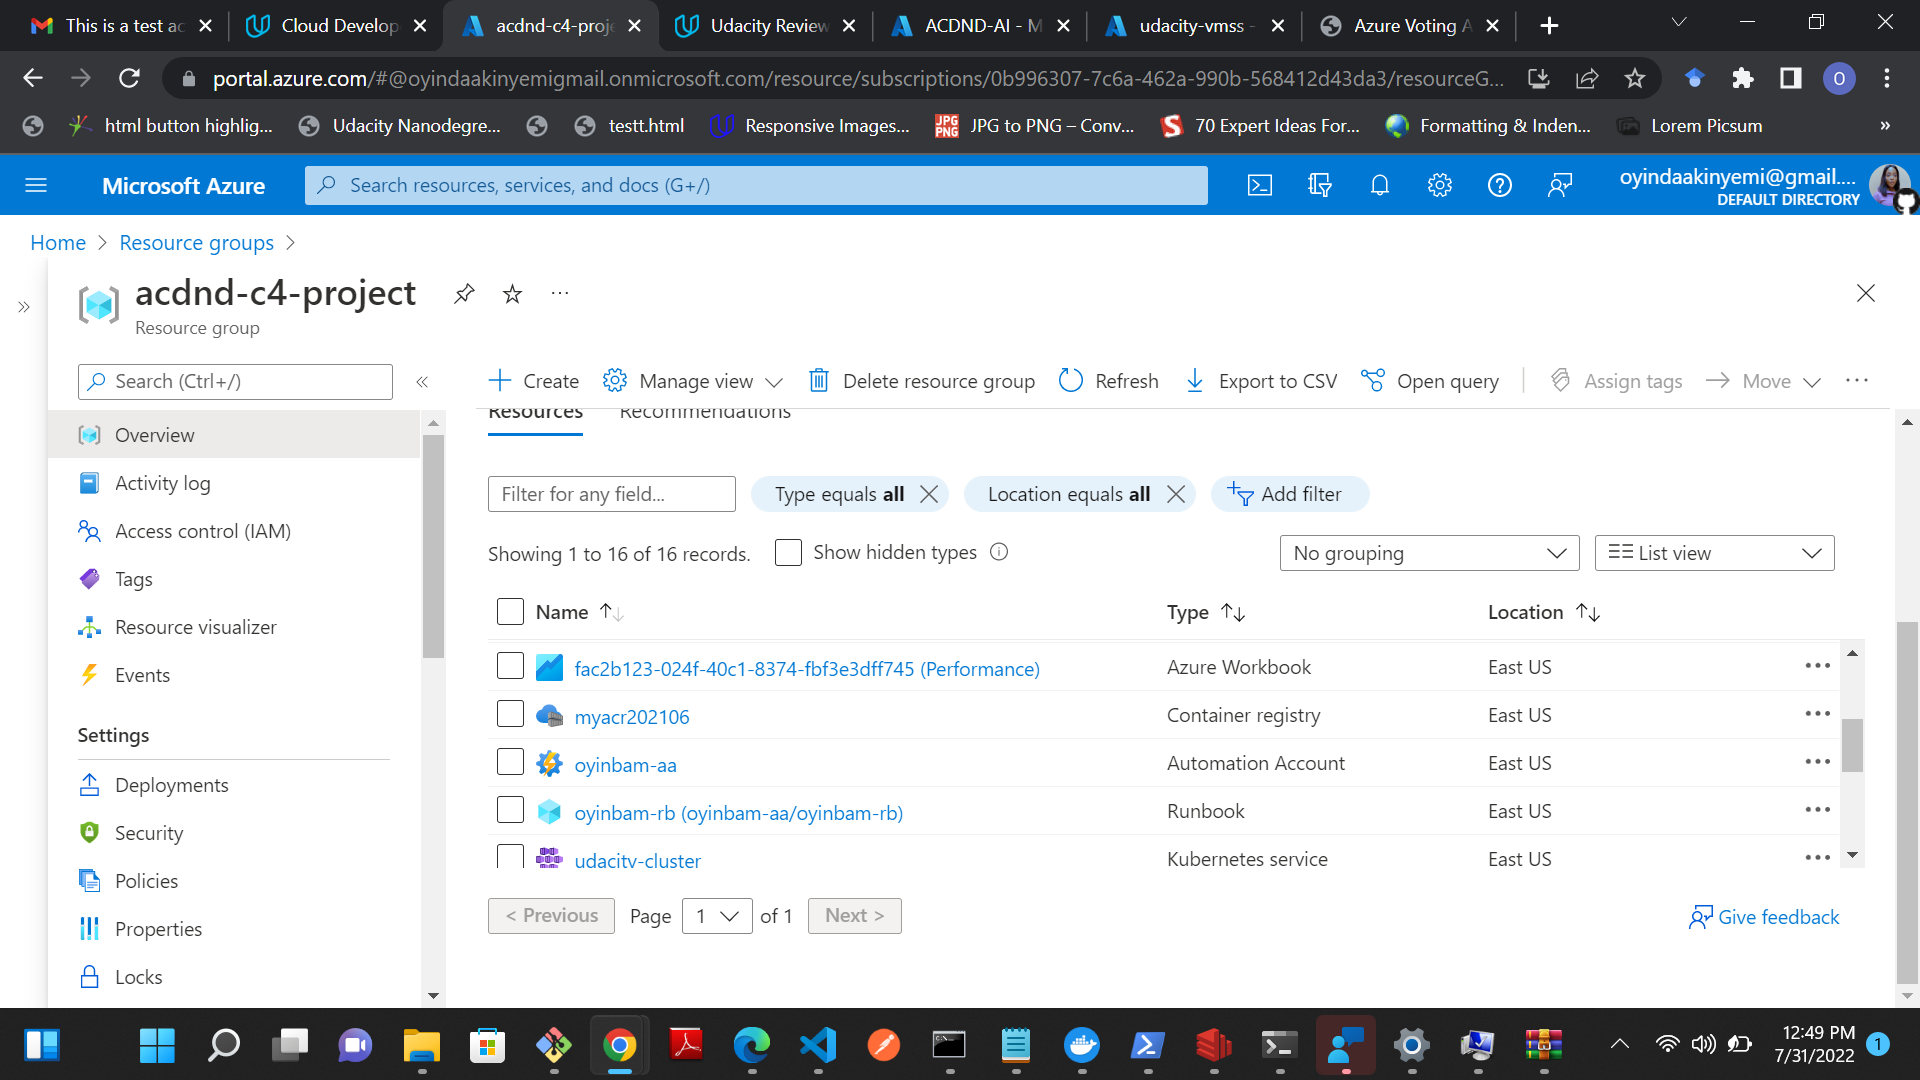 This is a test ac
Cloud Develop
acdnd-c4-proje
Udacity Review
ACDND-AI - M
udacity-vmss -
Azure Voting A
portal.azure.com/#@oyindaakinyemigmail.onmicrosoft.com/resource/subscriptions/0b996307-7c6a-462a-990b-568412d43da3/resourceG...
O
html button highlig...
Udacity Nanodegre...
testt.html
Responsive Images...
JPG PNG
JPG to PNG – Conv...
70 Expert Ideas For...
Formatting & Inden...
Lorem Picsum
»
Microsoft Azure
Search resources, services, and docs (G+/)
oyindaakinyemi@gmail....
DEFAULT DIRECTORY
Home > Resource groups >
acdnd-c4-project
Resource group
Search (Ctrl+/)
Create
Manage view
Delete resource group
Refresh
Export to CSV
Open query
Assign tags
Move
Resources
Recommendations
Overview
Activity log
Access control (IAM)
Tags
Resource visualizer
Events
Settings
Deployments
Security
Policies
Properties
Locks
Filter for any field...
Type equals all
Location equals all
Add filter
Showing 1 to 16 of 16 records.
Show hidden types
No grouping
List view
Name
Type
Location
fac2b123-024f-40c1-8374-fbf3e3dff745 (Performance)
Azure Workbook
East US
myacr202106
Container registry
East US
oyinbam-aa
Automation Account
East US
oyinbam-rb (oyinbam-aa/oyinbam-rb)
Runbook
East US
udacity-cluster
Kubernetes service
East US
< Previous
Page
1
of 1
Next >
Give feedback
12:49 PM
7/31/2022
1